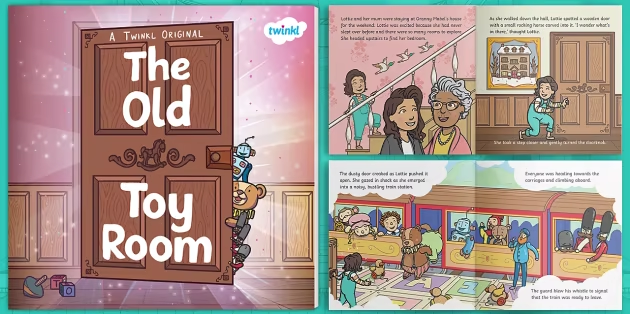 A TWINKL ORIGINAL
twinkl
The
Old
Toy
Room
Lottie and her mum were staying at Granny Mabel's house
for the weekend. Lottie was excited because she had never
slept over before and there were so many rooms to explore.
She headed upstairs to find her bedroom.
As she walked down the hall, Lottie spotted a wooden door
with a small rocking horse carved into it. 'I wonder what's
in there,' thought Lottie.
She took a step closer and gently turned the doorknob.
The dusty door creaked as Lottie pushed it
open. She gazed in shock as she emerged
into a noisy, bustling train station.
Everyone was heading towards the
carriages and climbing aboard.
The guard blew his whistle to signal
that the train was ready to leave.